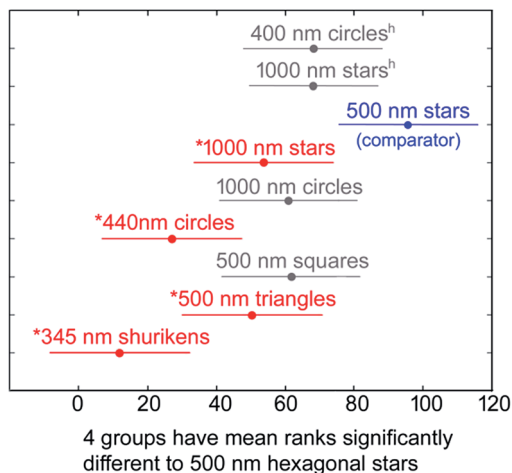 400 nm circlesʰ
1000 nm starsʰ
500 nm stars
(comparator)
*1000 nm stars
1000 nm circles
*440nm circles
500 nm squares
*500 nm triangles
*345 nm shurikens
0 20 40 60 80 100 120
4 groups have mean ranks significantly
different to 500 nm hexagonal stars